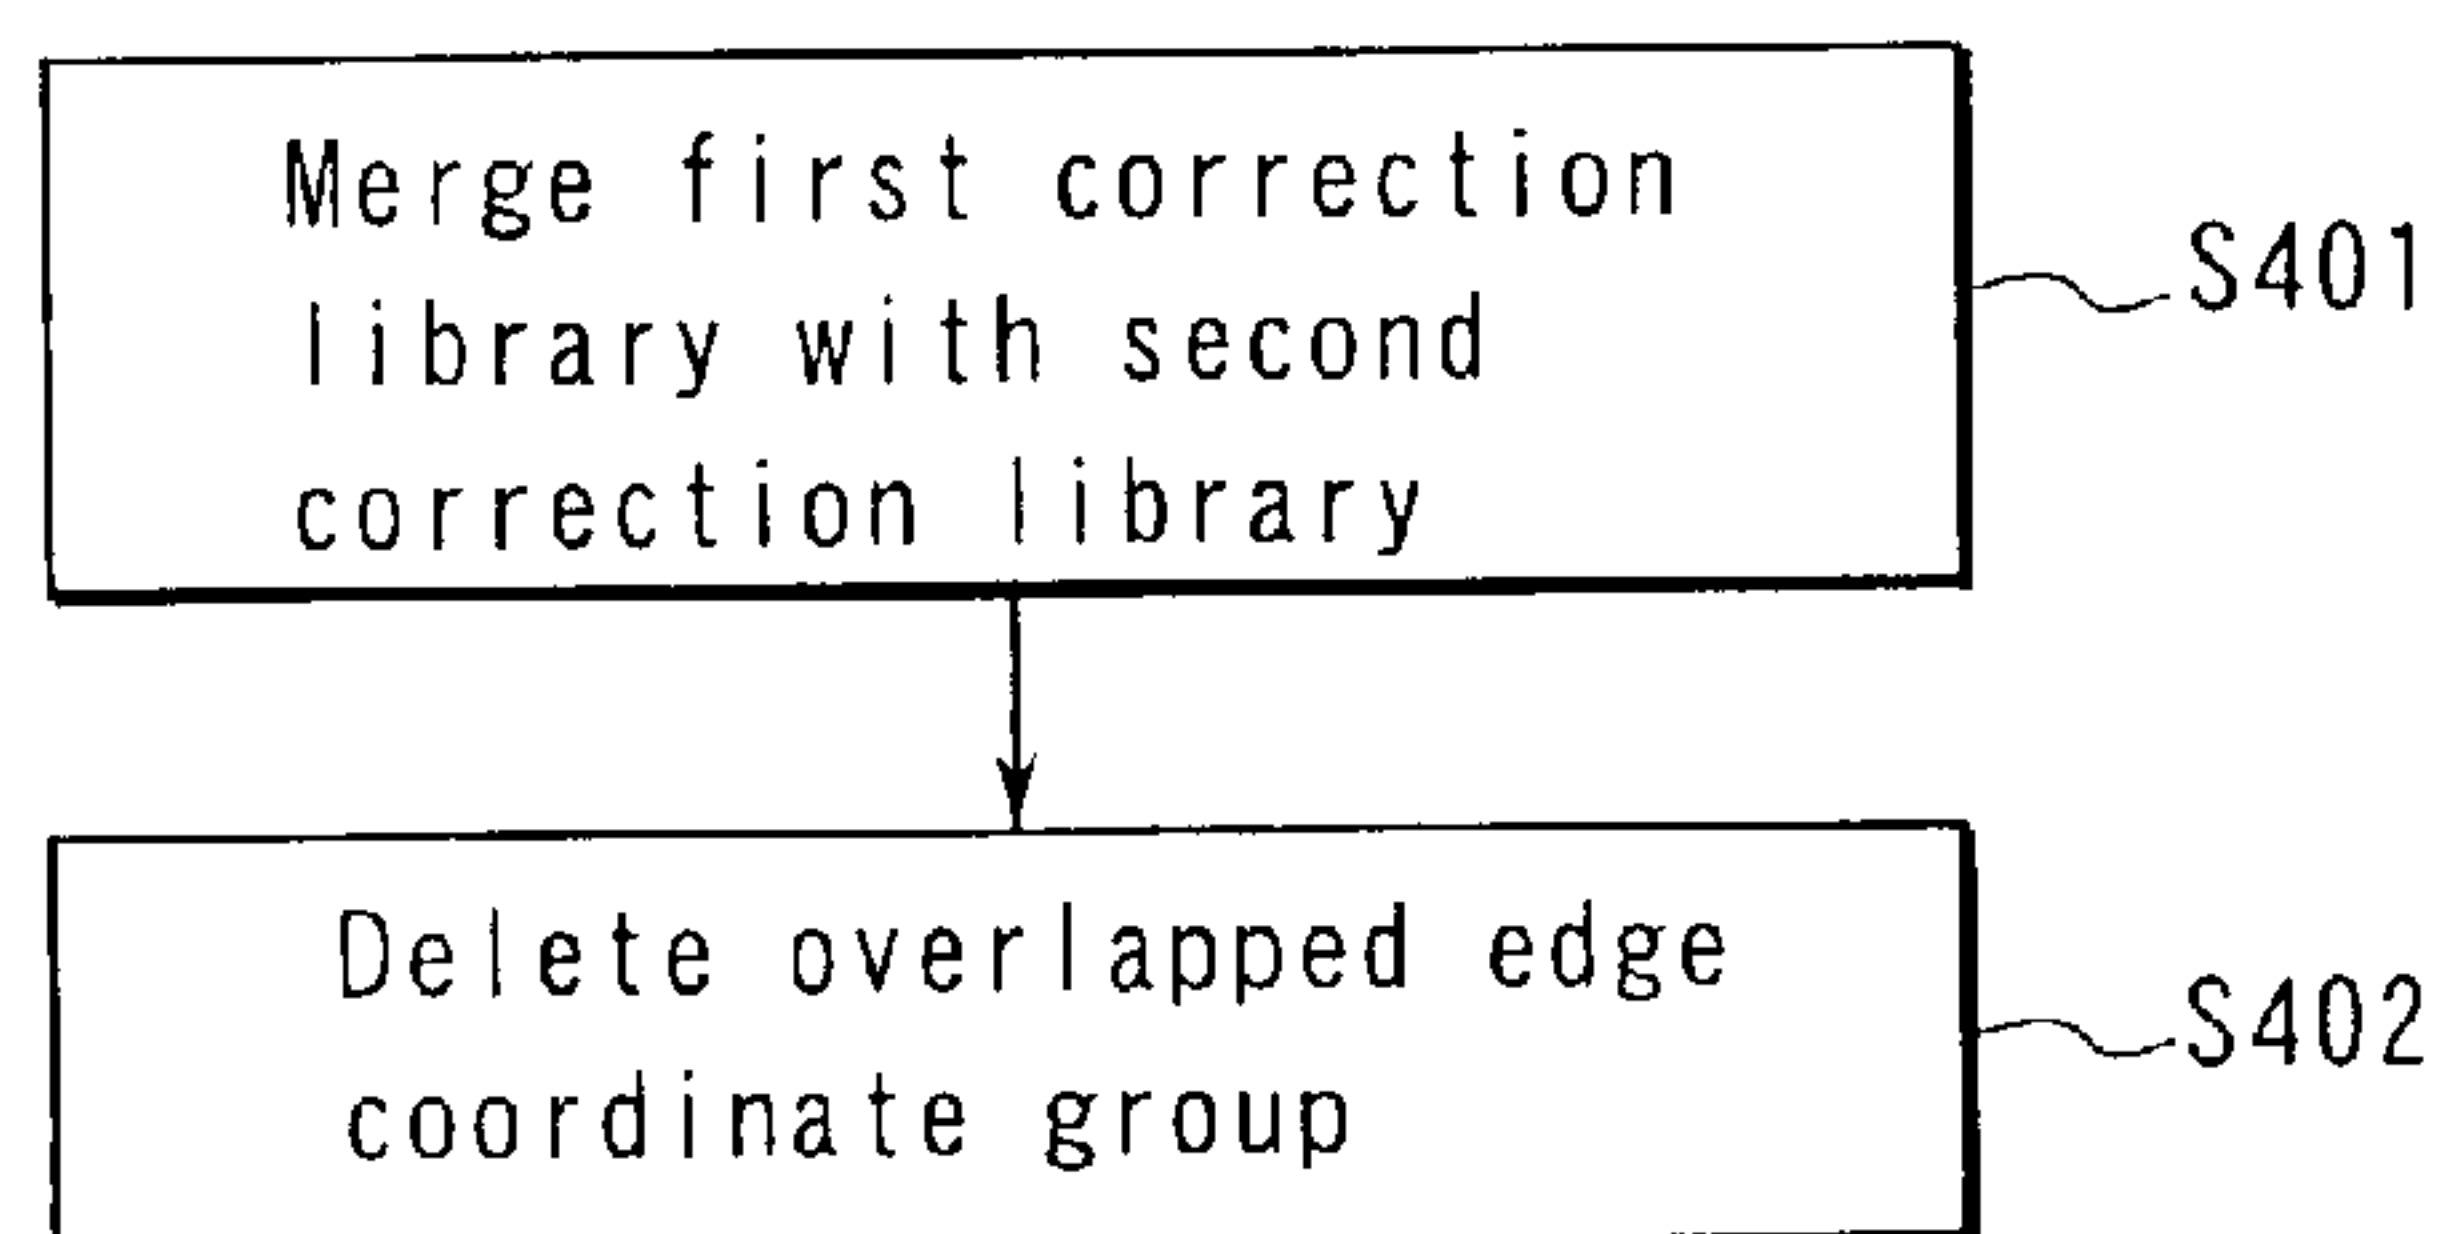 Merge first correction
library with second
correction library
S401
Delete overlapped edge
coordinate group
S402